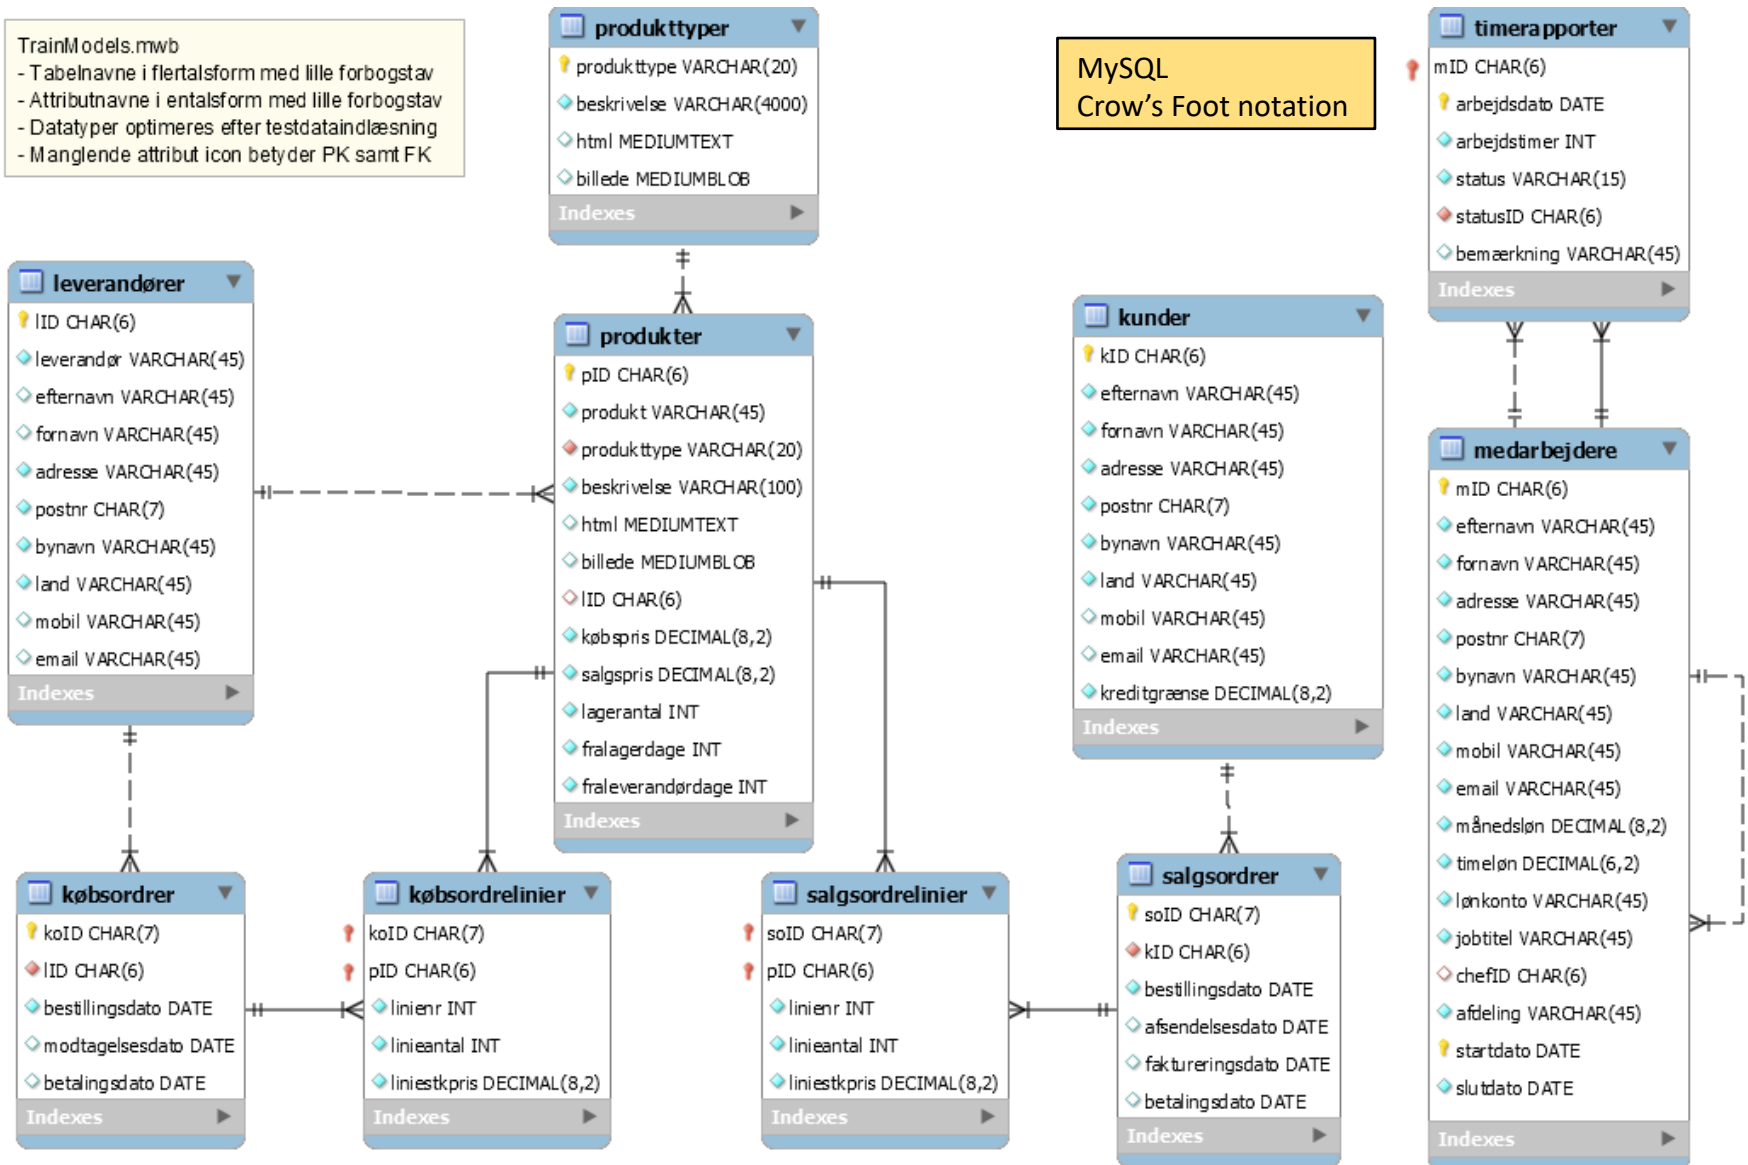 TrainModels.mwb
- Tabelnavne i flertalsform med lille forbogstav
- Attributnavne i entalsform med lille forbogstav
- Datatyper optimeres efter testdataindlæsning
- Manglende attribut icon betyder PK samt FK
produkttyper
produkttype VARCHAR(20)
beskrivelse VARCHAR(4000)
html MEDIUMTEXT
billede MEDIUMBLOB
Indexes
MySQL
Crow's Foot notation
timerapporter
mID CHAR(6)
arbejdsdato DATE
arbejdstimer INT
status VARCHAR(15)
statusID CHAR(6)
bemærkning VARCHAR(45)
Indexes
leverandører
lID CHAR(6)
leverandør VARCHAR(45)
efternavn VARCHAR(45)
fornavn VARCHAR(45)
adresse VARCHAR(45)
postnr CHAR(7)
bynavn VARCHAR(45)
land VARCHAR(45)
mobil VARCHAR(45)
email VARCHAR(45)
Indexes
produkter
pID CHAR(6)
produkt VARCHAR(45)
produkttype VARCHAR(20)
beskrivelse VARCHAR(100)
html MEDIUMTEXT
billede MEDIUMBLOB
lID CHAR(6)
købspris DECIMAL(8,2)
salgspris DECIMAL(8,2)
lagerantal INT
fralagerdage INT
fraleverandørdage INT
Indexes
kunder
kID CHAR(6)
efternavn VARCHAR(45)
fornavn VARCHAR(45)
adresse VARCHAR(45)
postnr CHAR(7)
bynavn VARCHAR(45)
land VARCHAR(45)
mobil VARCHAR(45)
email VARCHAR(45)
kreditgrænse DECIMAL(8,2)
Indexes
medarbejdere
mID CHAR(6)
efternavn VARCHAR(45)
fornavn VARCHAR(45)
adresse VARCHAR(45)
postnr CHAR(7)
bynavn VARCHAR(45)
land VARCHAR(45)
mobil VARCHAR(45)
email VARCHAR(45)
månedsløn DECIMAL(8,2)
timeløn DECIMAL(6,2)
lønkonto VARCHAR(45)
jobtitel VARCHAR(45)
chefID CHAR(6)
afdeling VARCHAR(45)
startdato DATE
slutdato DATE
Indexes
købsordrer
koID CHAR(7)
lID CHAR(6)
bestillingsdato DATE
modtagelsesdato DATE
betalingsdato DATE
Indexes
købsordrelinier
koID CHAR(7)
pID CHAR(6)
linienr INT
linieantal INT
liniestkpris DECIMAL(8,2)
Indexes
salgsordrelinier
soID CHAR(7)
pID CHAR(6)
linienr INT
linieantal INT
liniestkpris DECIMAL(8,2)
Indexes
salgsordrer
soID CHAR(7)
kID CHAR(6)
bestillingsdato DATE
afsendelsesdato DATE
faktureringsdato DATE
betalingsdato DATE
Indexes